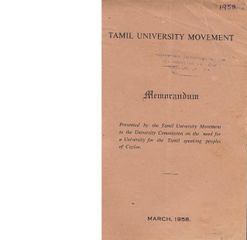 1958
TAMIL UNIVERSITY MOVEMENT
Memorandum
Presented by the Tamil University Movement
to the University Commission on the need for
a University for the Tamil speaking peoples
of Ceylon.
MARCH, 1958.